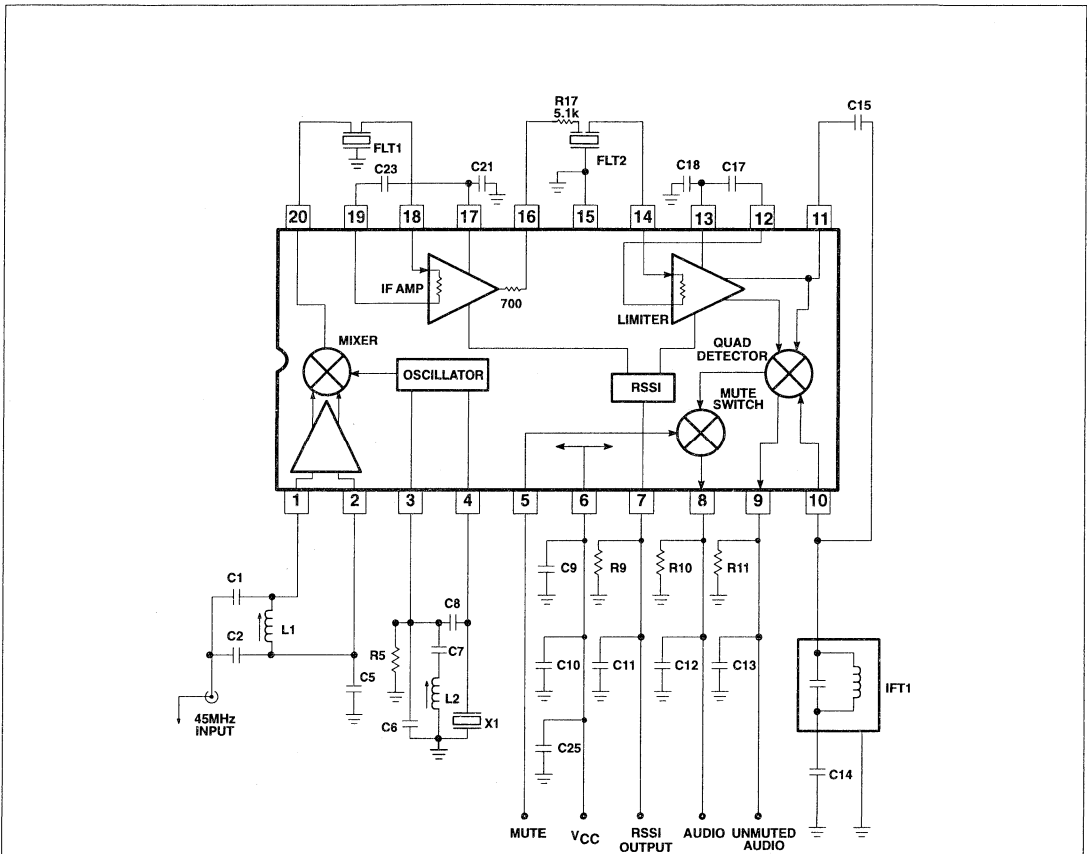 R17
5.1k
C15
FLT1
FLT2
C23
C21
C18
C17
20
19
18
17
16
15
14
13
12
11
IF AMP
700
LIMITER
MIXER
OSCILLATOR
QUAD
DETECTOR
RSSI
MUTE
SWITCH
1
2
3
4
5
6
7
8
9
10
C9
R9
R10
R11
C1
L1
C2
C5
C8
R5
C7
L2
C6
X1
C10
C11
C12
C13
C25
IFT1
C14
45MHz
INPUT
MUTE
VCC
RSSI
OUTPUT
AUDIO
UNMUTED
AUDIO